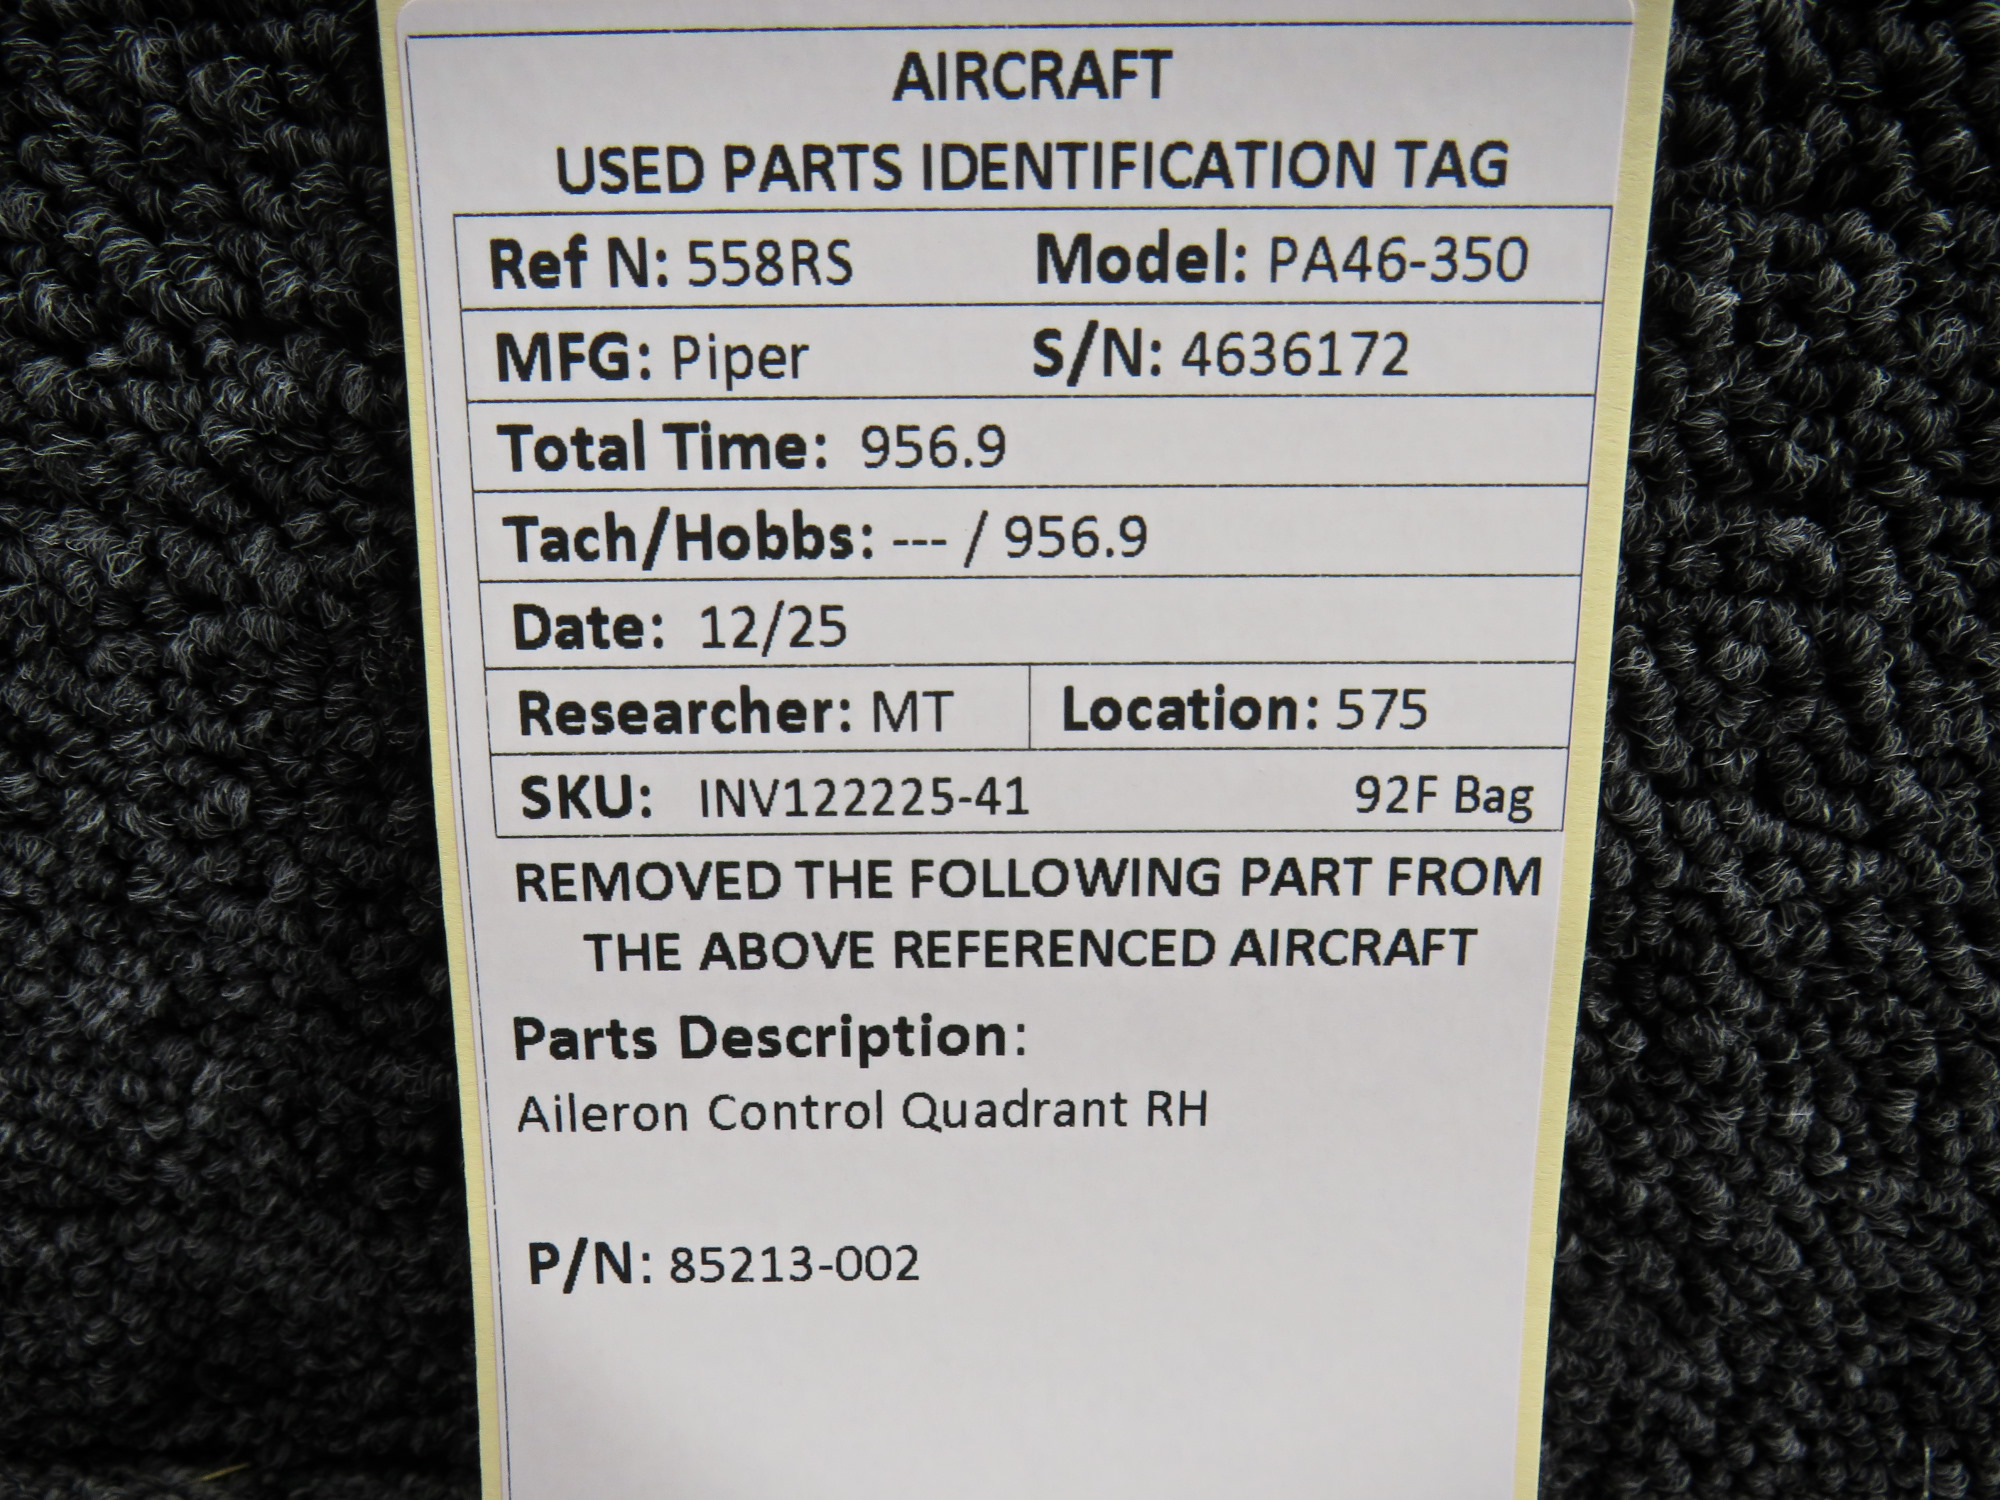 AIRCRAFT
USED PARTS IDENTIFICATION TAG
Ref N: 558RS Model: PA46-350
MFG: Piper S/N: 4636172
Total Time: 956.9
Tach/Hobbs: --- / 956.9
Date: 12/25
Researcher: MT Location: 575
SKU: INV122225-41 92F Bag
REMOVED THE FOLLOWING PART FROM
THE ABOVE REFERENCED AIRCRAFT
Parts Description:
Aileron Control Quadrant RH
P/N: 85213-002